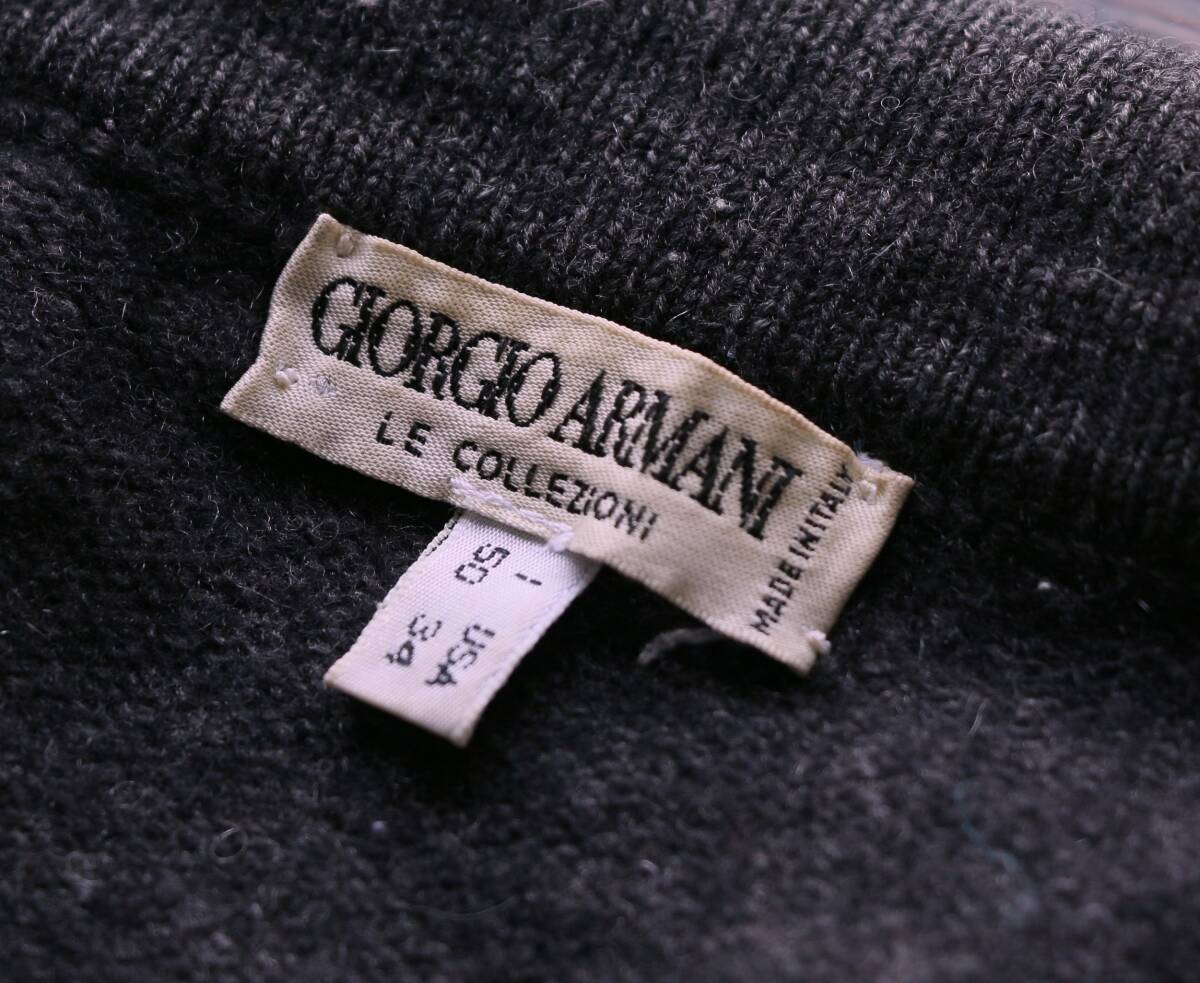 GIORGIO ARMANI
LE COLLEZIONI
MADE IN ITALY
I USA
50 34